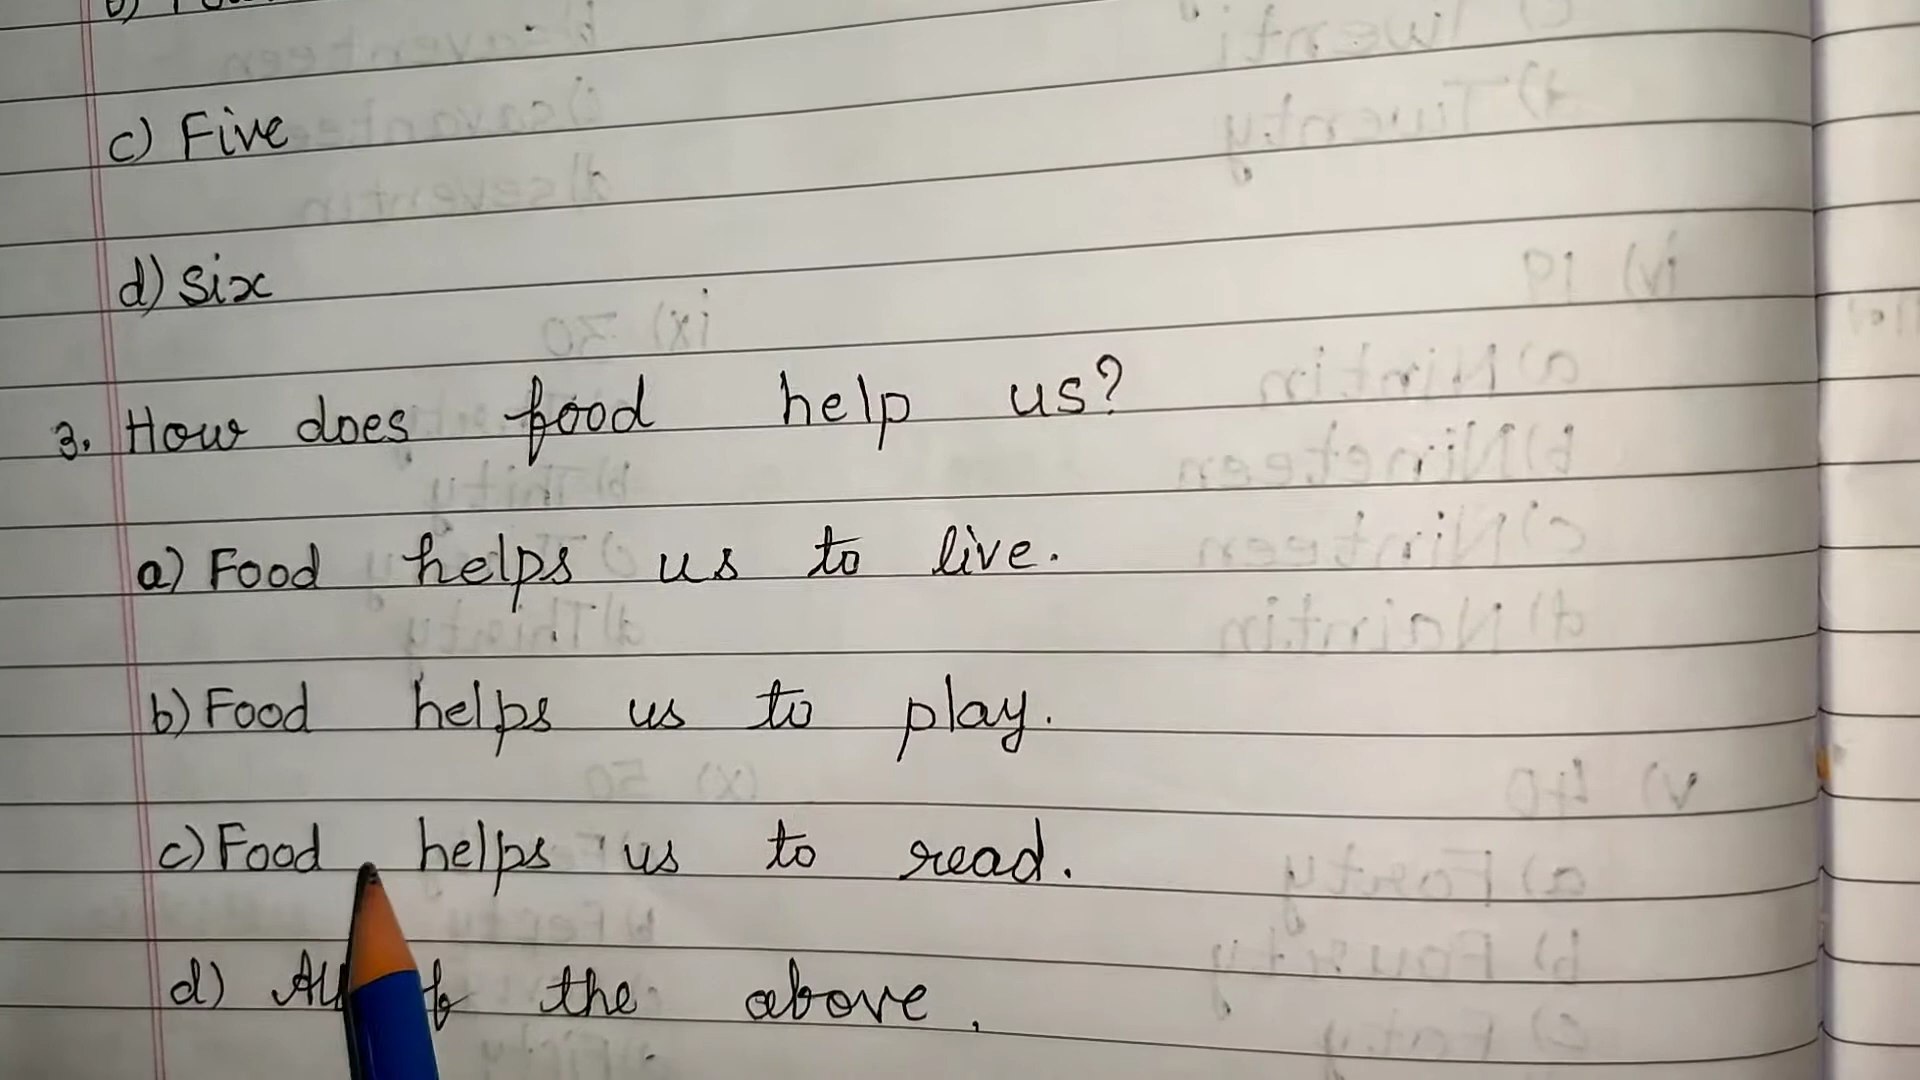 c) Five
d) Six
3. How does food help us?
a) Food helps us to live.
b) Food helps us to play.
c) Food helps us to read.
d) All the above.